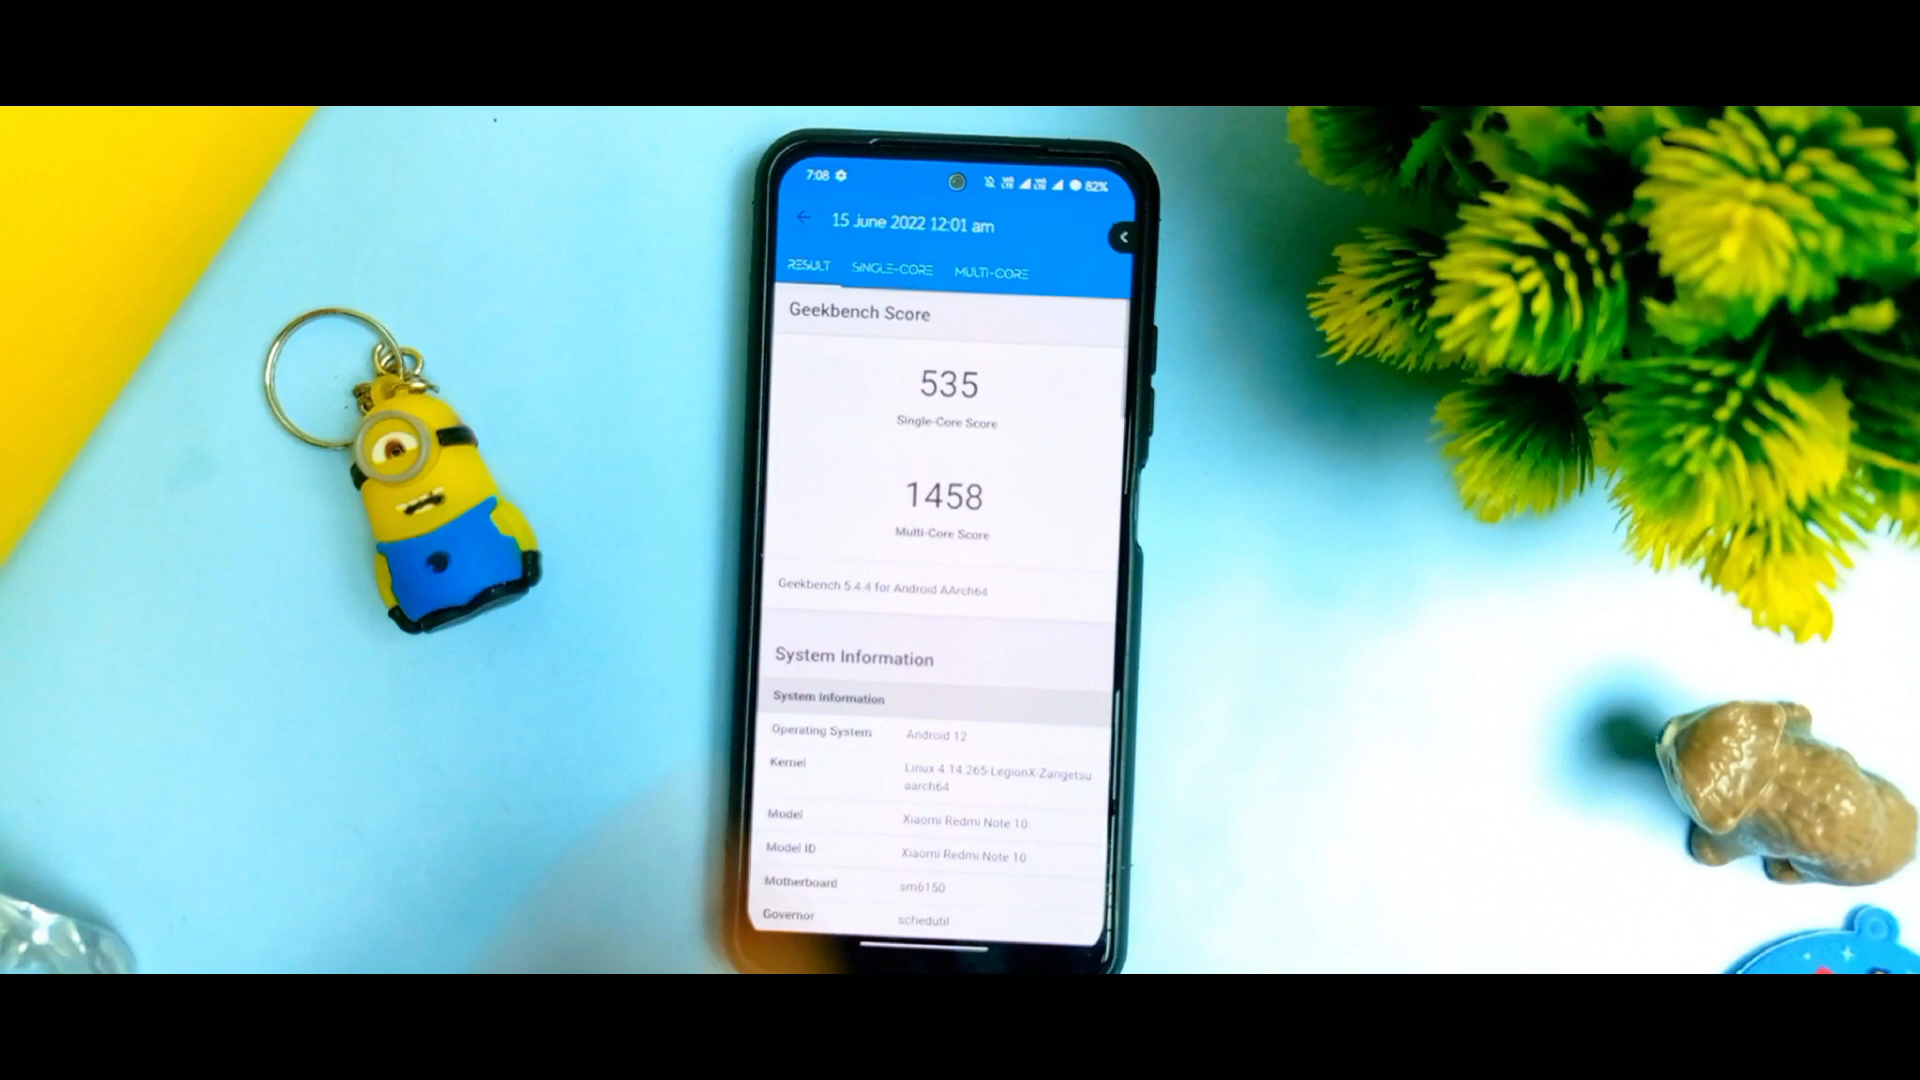 7:08 82%
15 June 2022 12:01 am
RESULT SINGLE-CORE MULTI-CORE
Geekbench Score
535
Single-Core Score
1458
Multi-Core Score
Geekbench 5.4.4 for Android AArch64
System Information
System Information
Operating System Android 12
Kernel Linux 4.14.265-LegionX-Zangetsu
aarch64
Model Xiaomi Redmi Note 10
Model ID Xiaomi Redmi Note 10
Motherboard sm6150
Governor schedutil